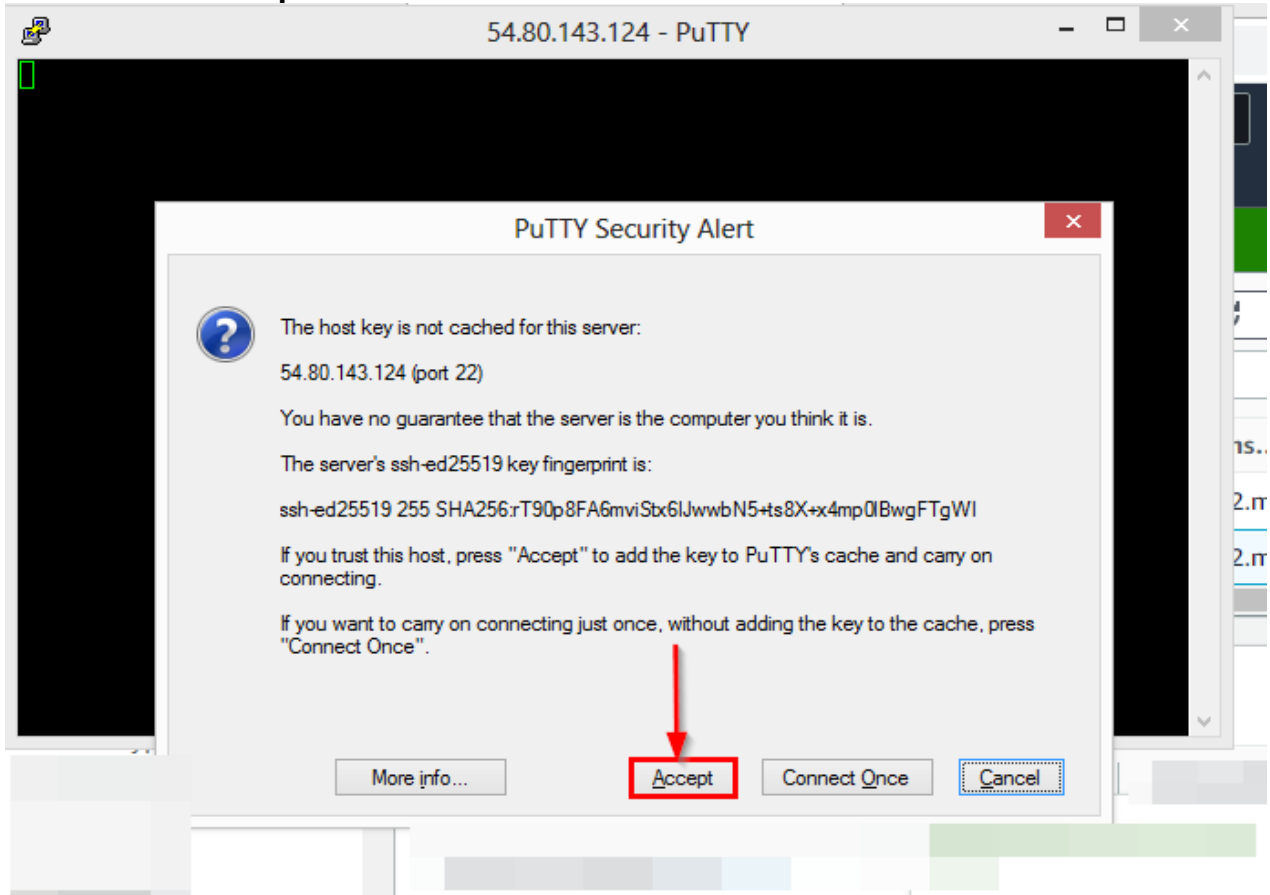 54.80.143.124 - PuTTY
PuTTY Security Alert
The host key is not cached for this server:
54.80.143.124 (port 22)
You have no guarantee that the server is the computer you think it is.
The server's ssh-ed25519 key fingerprint is:
ssh-ed25519 255 SHA256:rT90p8FA6mviStx6IJwwbN5+ts8X+x4mp0IBwgFTgWI
If you trust this host, press "Accept" to add the key to PuTTY's cache and carry on
connecting.
If you want to carry on connecting just once, without adding the key to the cache, press
"Connect Once".
More info...
Accept
Connect Once
Cancel
2.m
2.m